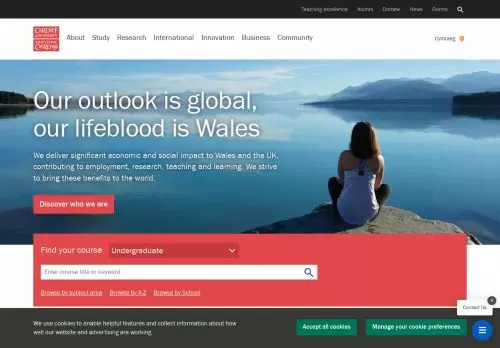 Teaching excellence Alumni Donate News Events
CARDIFF
UNIVERSITY
PRIFYSGOL
CAERDYDD
About Study Research International Innovation Business Community
Cymraeg
Our outlook is global,
our lifeblood is Wales
We deliver significant economic and social impact to Wales and the UK,
contributing to employment, research, teaching and learning. We strive
to bring these benefits to the world.
Discover who we are
Find your course Undergraduate
Enter course title or keyword
Browse by subject area Browse by A-Z Browse by School
Contact Us
We use cookies to enable helpful features and collect information about how
well our website and advertising are working.
Accept all cookies Manage your cookie preferences